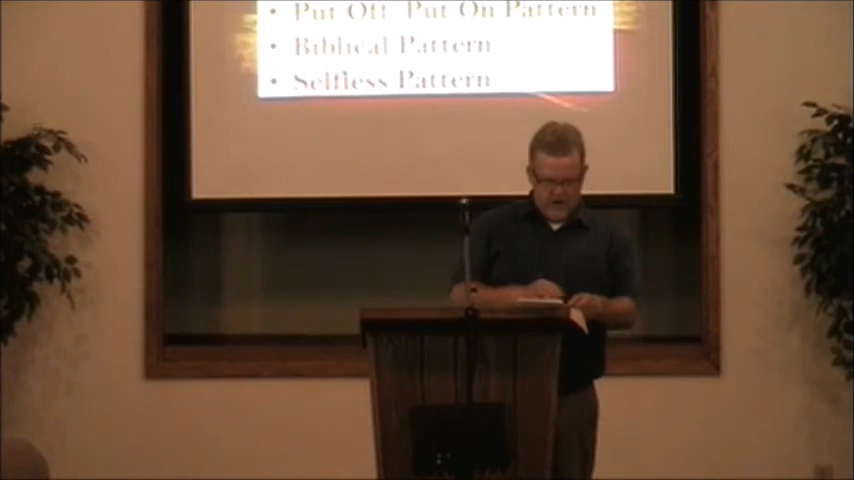 • Put Off Put On Pattern
• Biblical Pattern
• Selfless Pattern